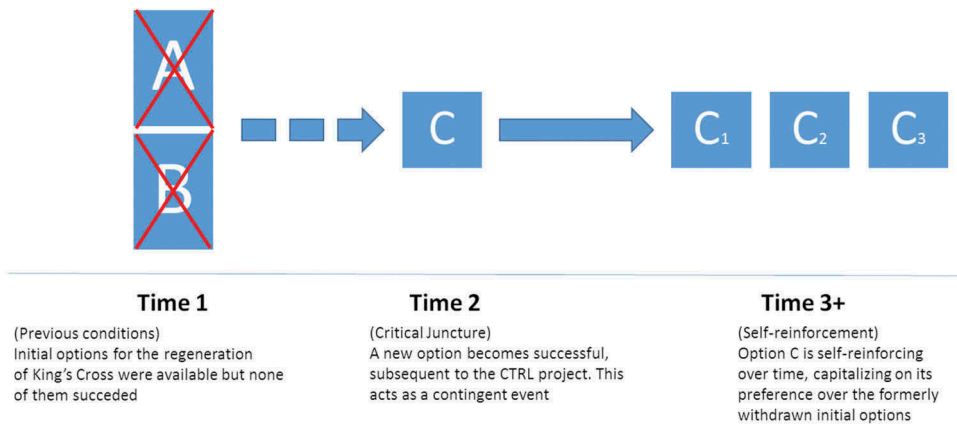 A
B
C
C1 C2 C3
Time 1
(Previous conditions)
Initial options for the regeneration
of King's Cross were available but none
of them succeded
Time 2
(Critical Juncture)
A new option becomes successful,
subsequent to the CTRL project. This
acts as a contingent event
Time 3+
(Self-reinforcement)
Option C is self-reinforcing
over time, capitalizing on its
preference over the formerly
withdrawn initial options